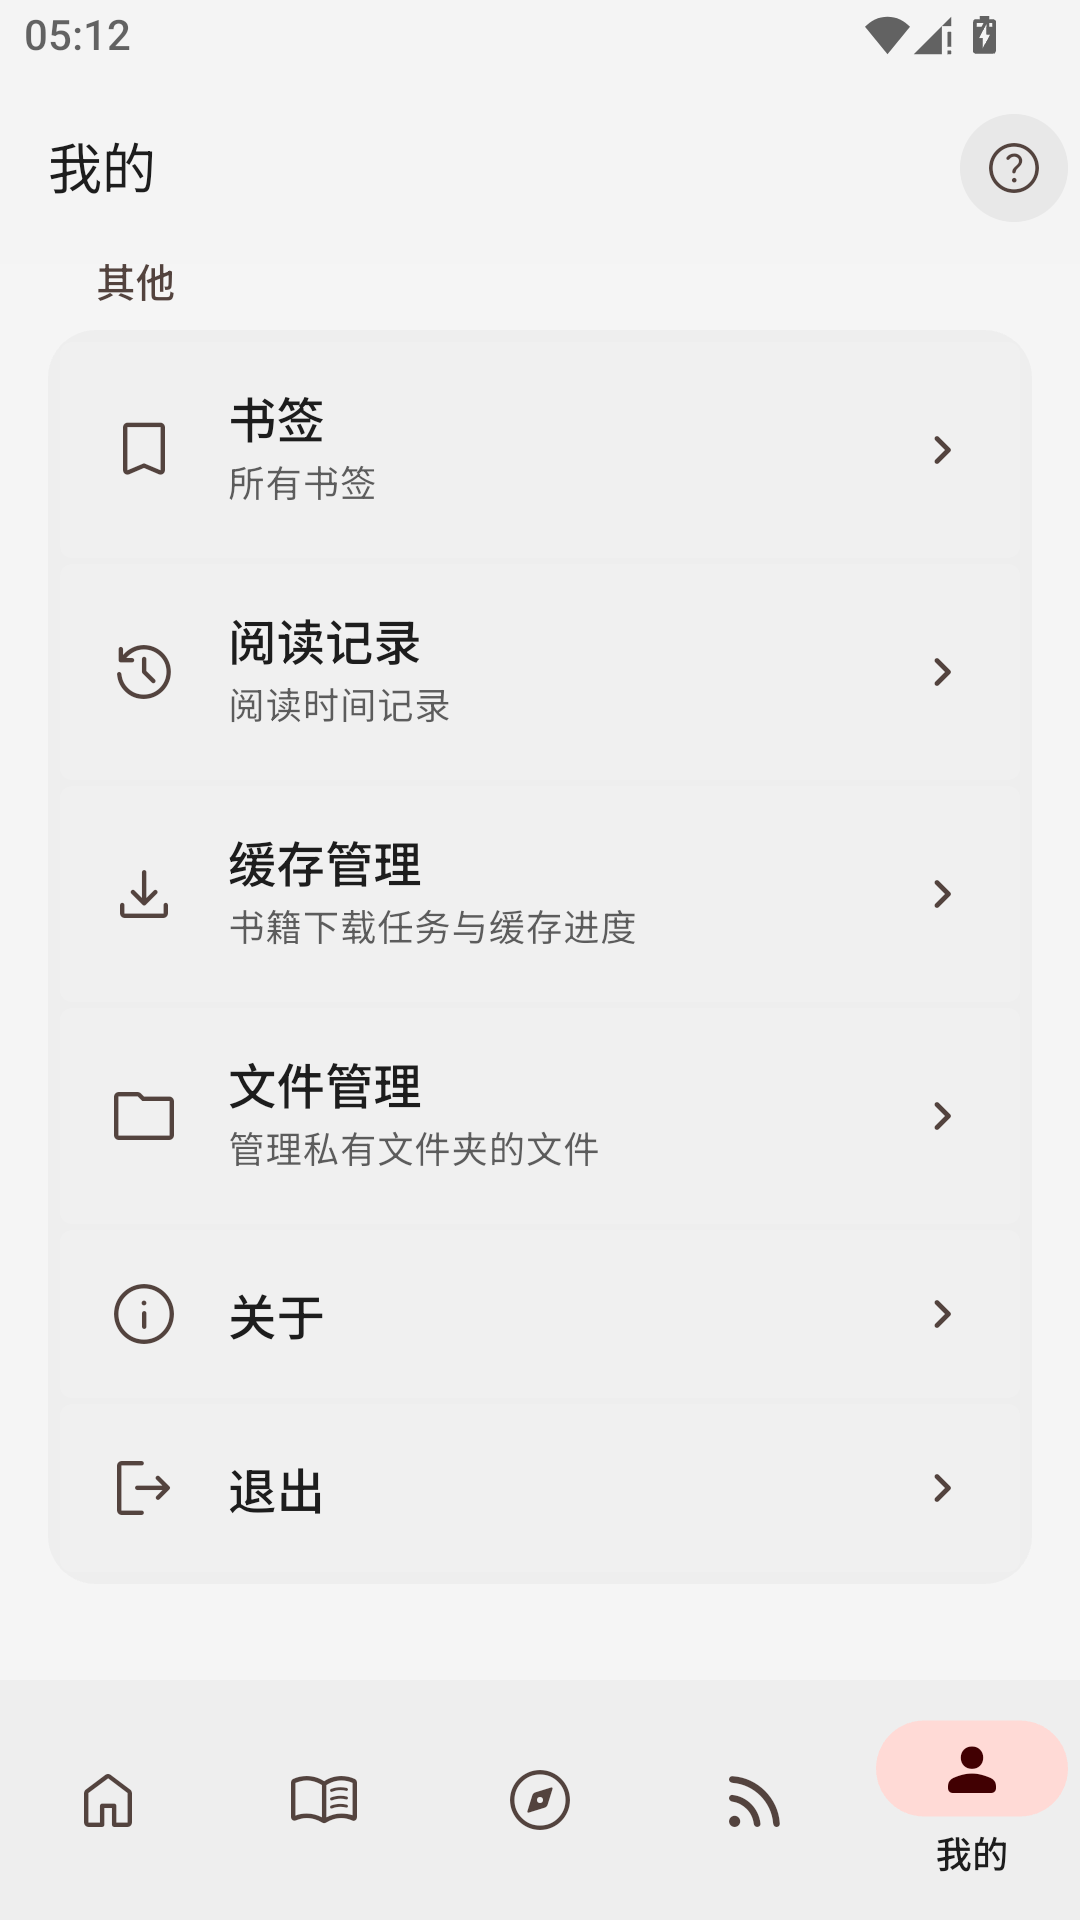 05:12
我的
其他
书签
所有书签
阅读记录
阅读时间记录
缓存管理
书籍下载任务与缓存进度
文件管理
管理私有文件夹的文件
关于
退出
我的